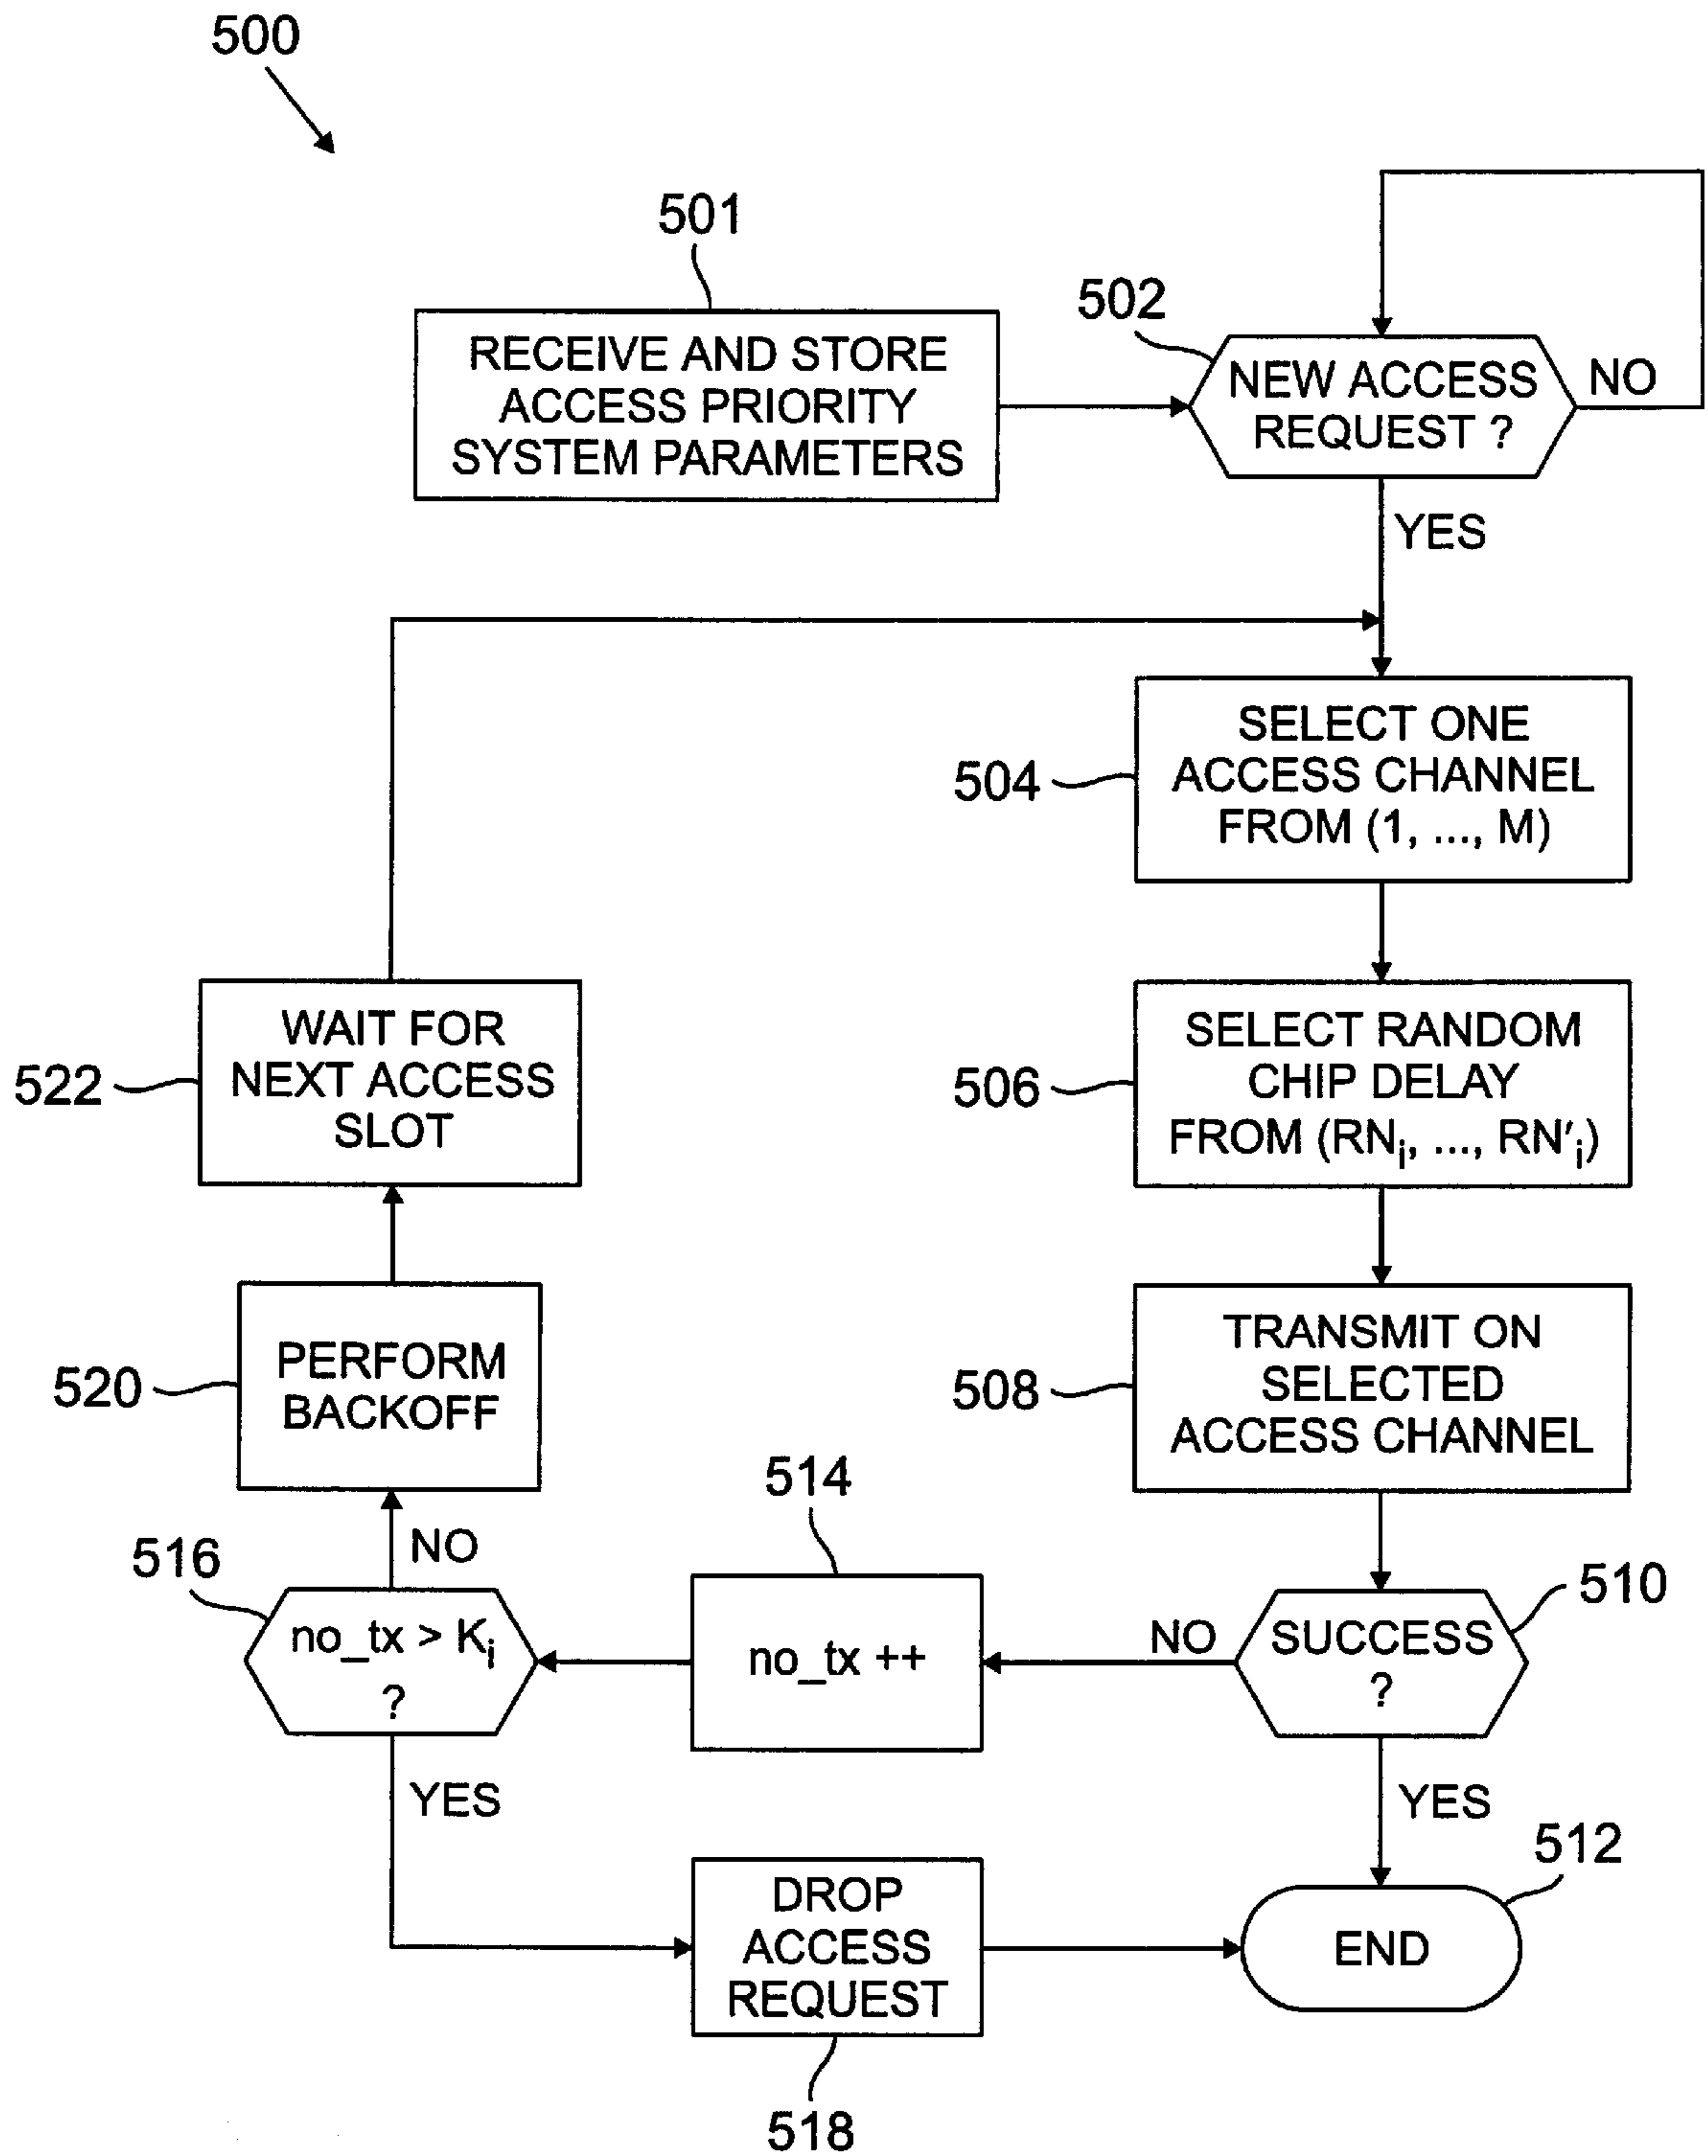 500
501
RECEIVE AND STORE
ACCESS PRIORITY
SYSTEM PARAMETERS
502
NEW ACCESS
REQUEST ?
NO
YES
504
SELECT ONE
ACCESS CHANNEL
FROM (1, ..., M)
506
SELECT RANDOM
CHIP DELAY
FROM (RNi, ..., RN'i)
508
TRANSMIT ON
SELECTED
ACCESS CHANNEL
510
SUCCESS
?
NO
YES
512
END
514
no_tx ++
516
no_tx > Ki
?
NO
YES
518
DROP
ACCESS
REQUEST
520
PERFORM
BACKOFF
522
WAIT FOR
NEXT ACCESS
SLOT